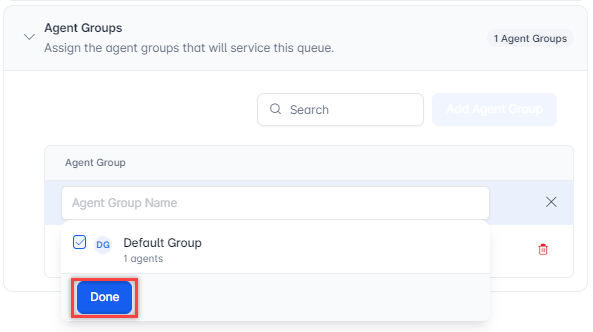 Agent Groups
Assign the agent groups that will service this queue.
1 Agent Groups
Search
Add Agent Group
Agent Group
Agent Group Name
DG
Default Group
1 agents
Done